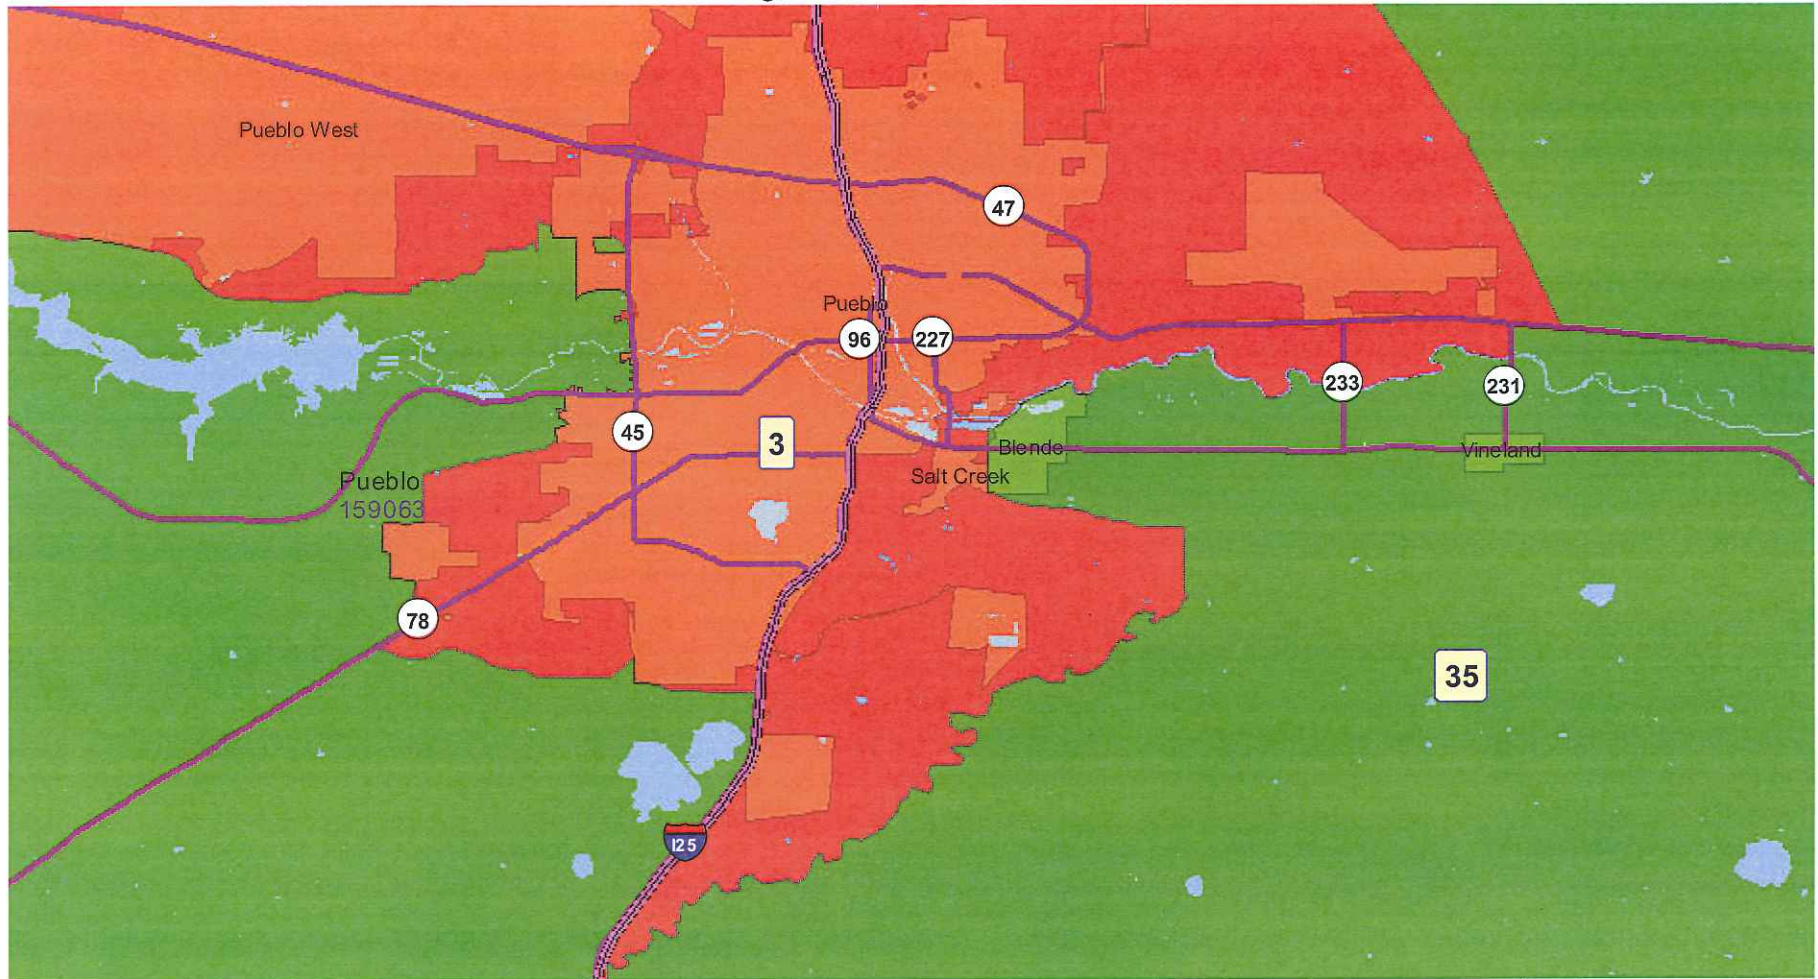 Pueblo West
47
Pueblo
96
227
233
231
45
3
Blende
Vineland
Salt Creek
Pueblo
159063
78
35
I25